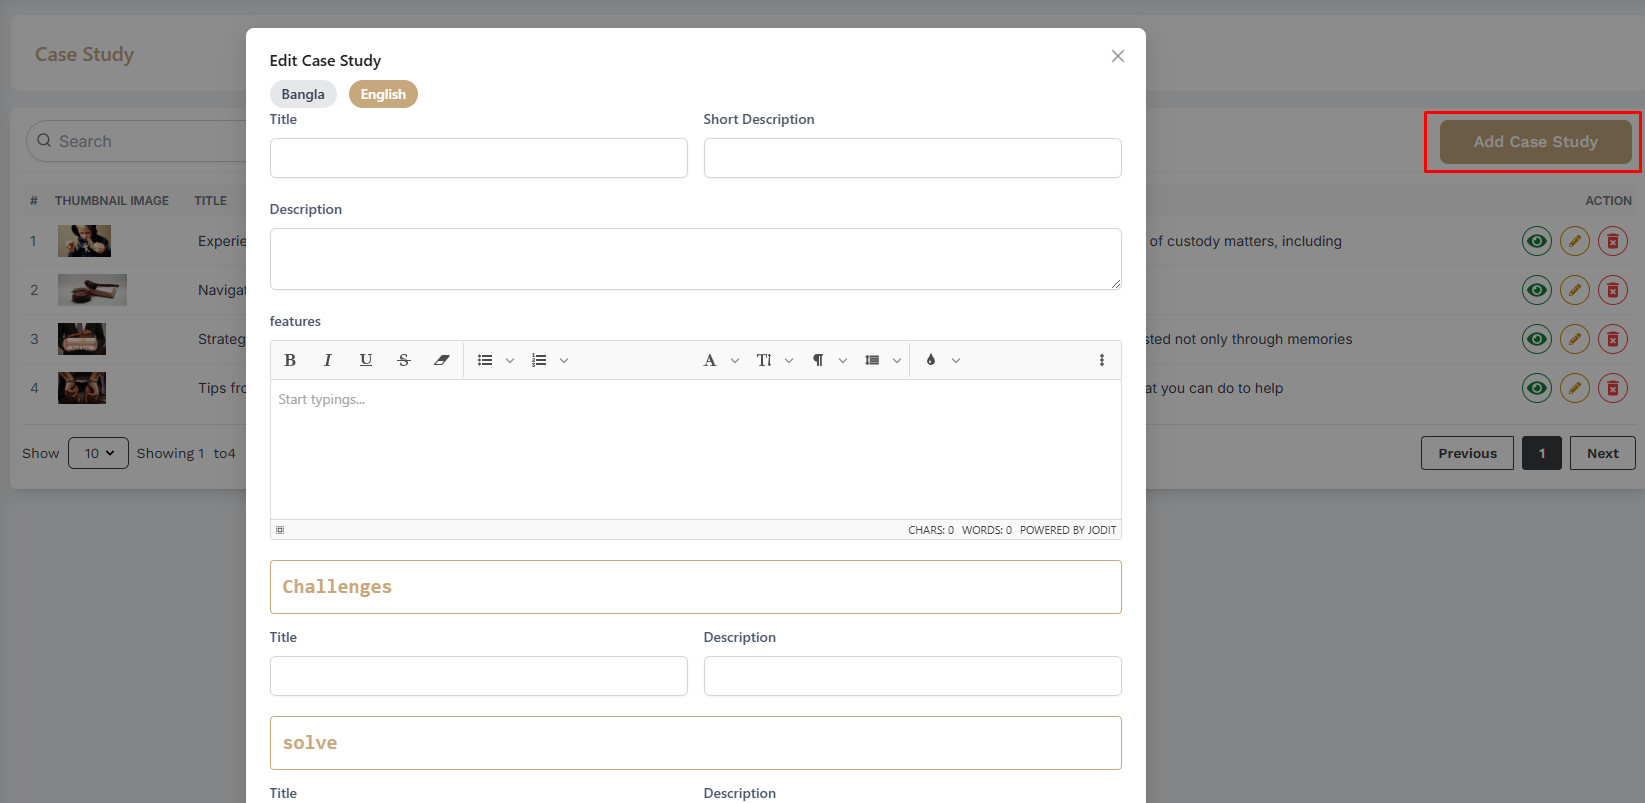 Case Study
Edit Case Study
Bangla English
Title Short Description
Search
Add Case Study
# THUMBNAIL IMAGE TITLE ACTION
Description
1 Experie of custody matters, including
2 Navigat
features
3 Strateg sted not only through memories
4 Tips fro at you can do to help
Start typings...
Show 10 Showing 1 to4 Previous 1 Next
CHARS: 0 WORDS: 0 POWERED BY JODIT
Challenges
Title Description
solve
Title Description